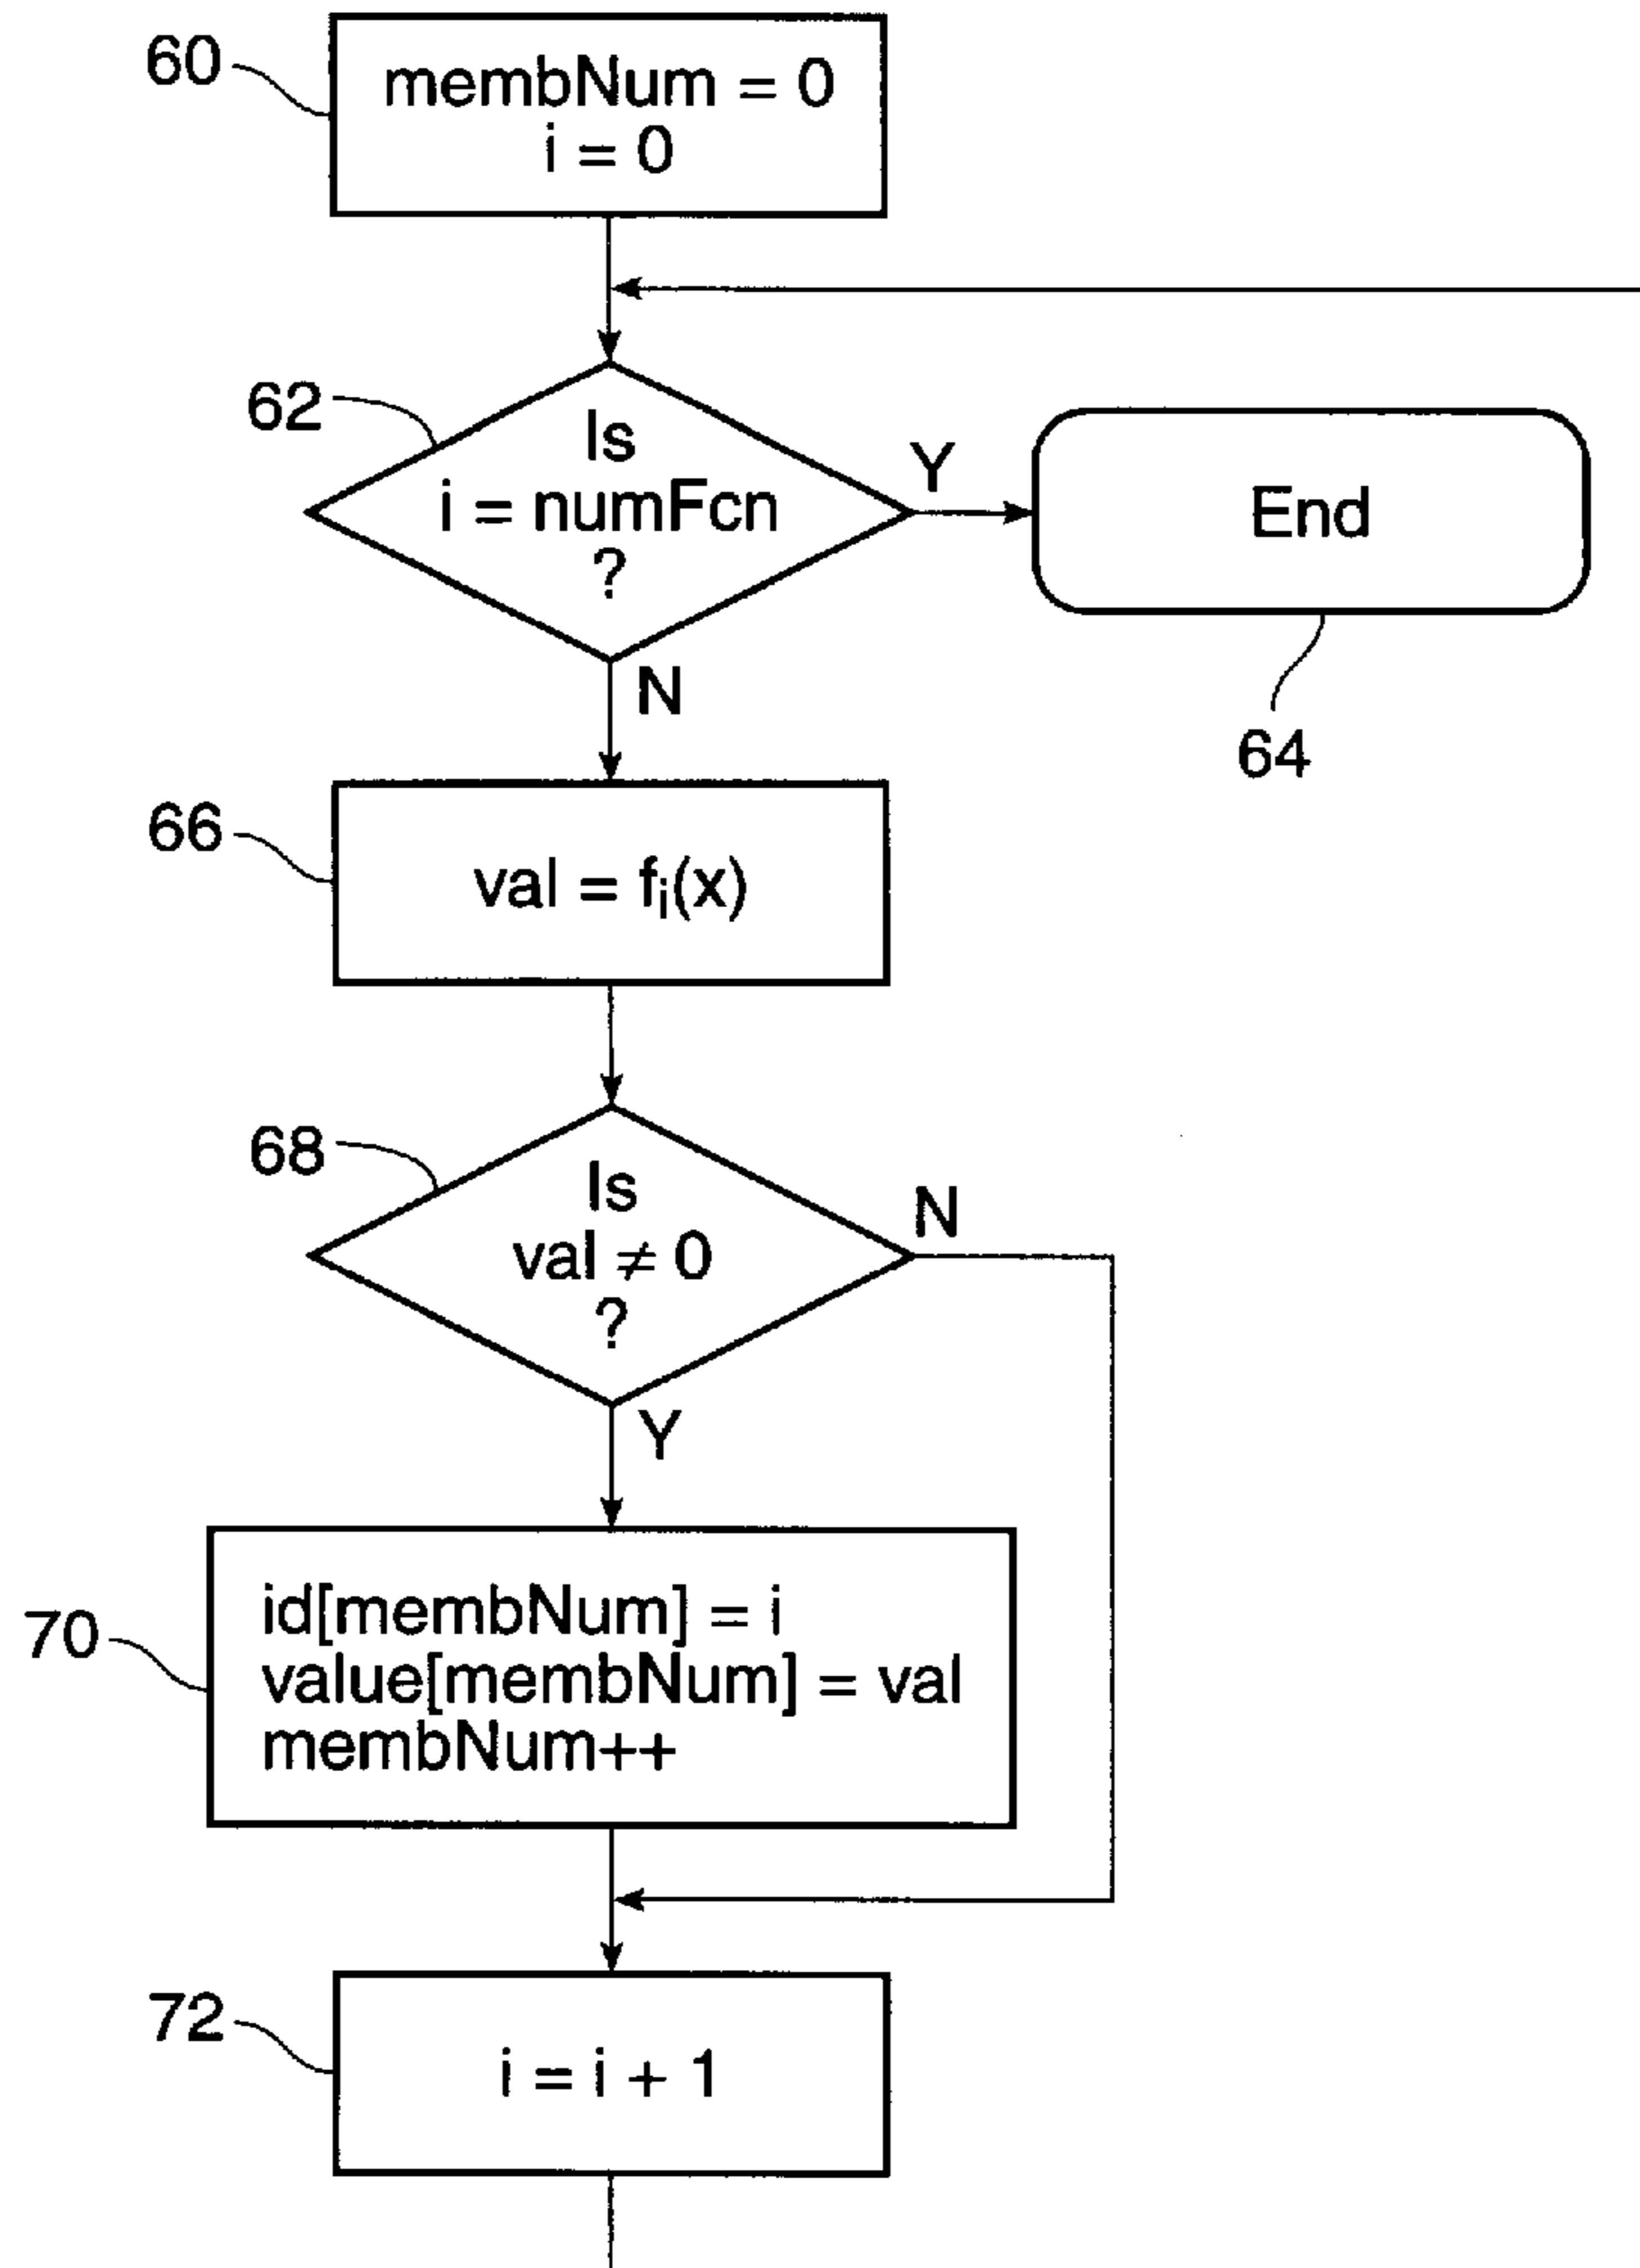 60
membNum = 0
i = 0
62
Is
i = numFcn
?
Y
End
64
N
66
val = fi(x)
68
Is
val ≠ 0
?
N
Y
70
id[membNum] = i
value[membNum] = val
membNum++
72
i = i + 1